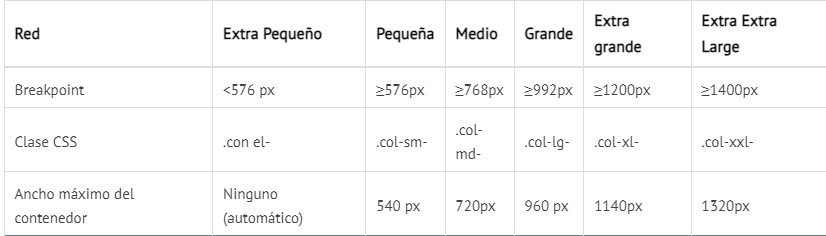 Red Extra Pequeño Pequeña Medio Grande Extra grande Extra Extra Large
Breakpoint <576 px ≥576px ≥768px ≥992px ≥1200px ≥1400px
Clase CSS .con el- .col-sm- .col-md- .col-lg- .col-xl- .col-xxl-
Ancho máximo del contenedor Ninguno (automático) 540 px 720px 960 px 1140px 1320px